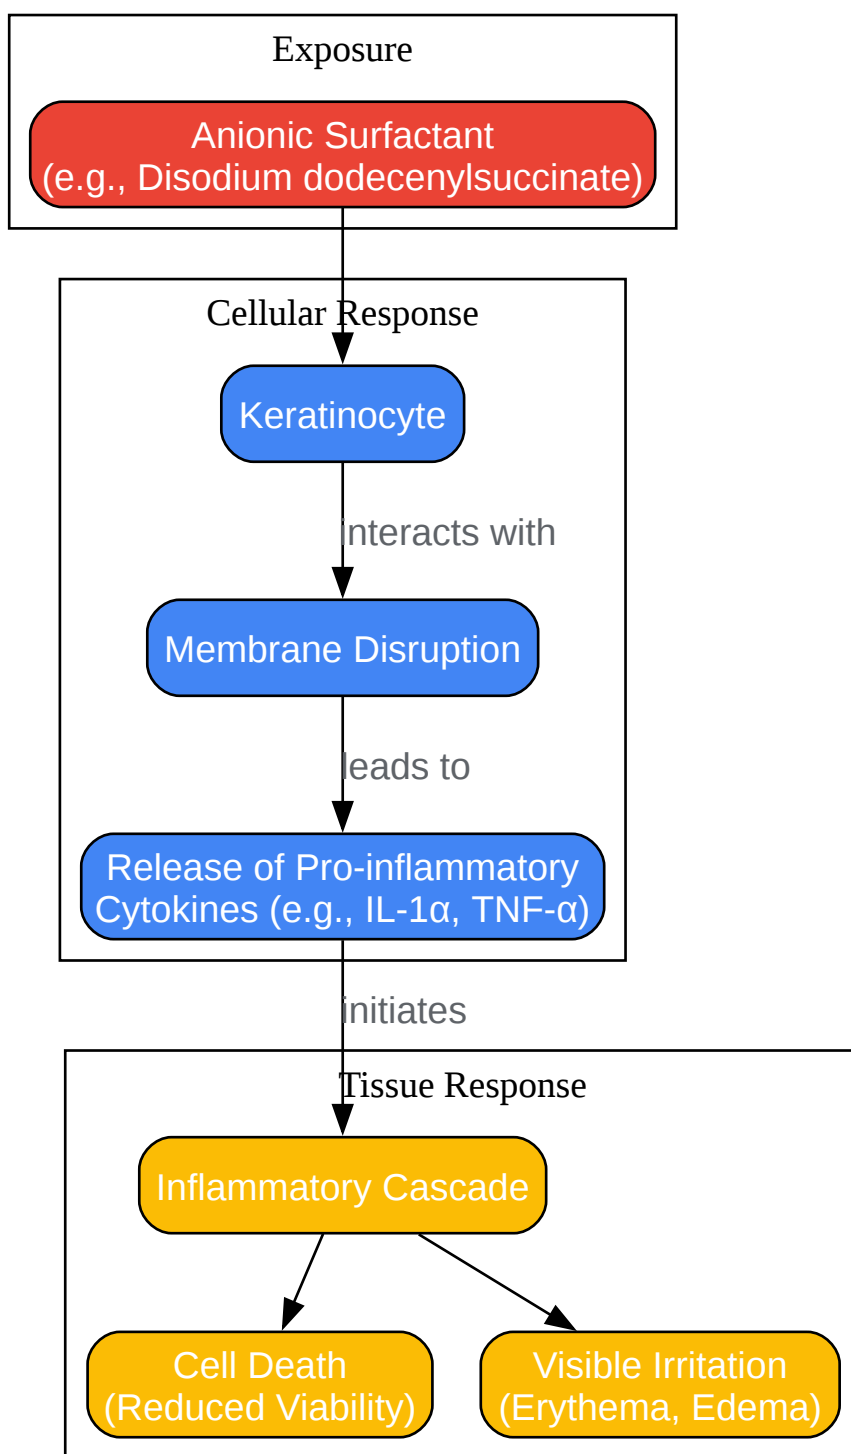 Exposure
Anionic Surfactant
(e.g., Disodium dodecenylsuccinate)
Cellular Response
Keratinocyte
interacts with
Membrane Disruption
leads to
Release of Pro-inflammatory
Cytokines (e.g., IL-1α, TNF-α)
initiates
Tissue Response
Inflammatory Cascade
Cell Death
(Reduced Viability)
Visible Irritation
(Erythema, Edema)